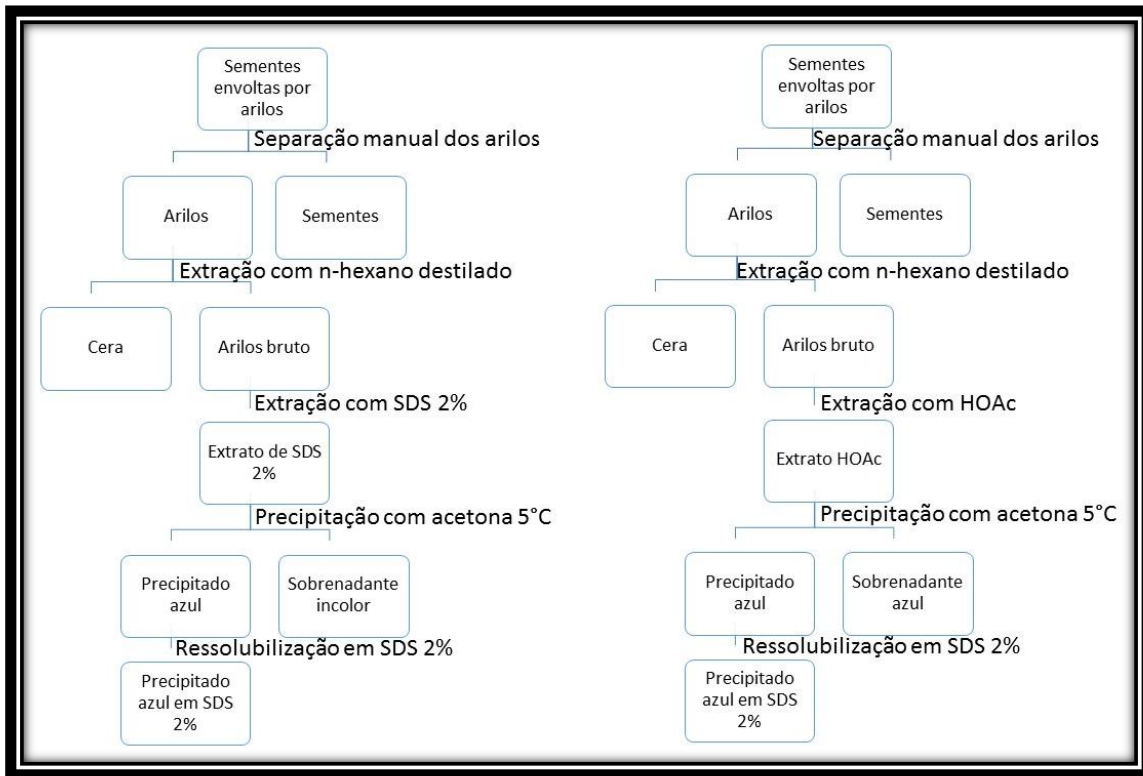 Sementes
envoltas por
arilos
Separação manual dos arilos
Arilos
Sementes
Extração com n-hexano destilado
Cera
Arilos bruto
Extração com SDS 2%
Extrato de SDS
2%
Precipitação com acetona 5°C
Precipitado
azul
Sobrenadante
incolor
Ressolubilização em SDS 2%
Precipitado
azul em SDS
2%
Sementes
envoltas por
arilos
Separação manual dos arilos
Arilos
Sementes
Extração com n-hexano destilado
Cera
Arilos bruto
Extração com HOAc
Extrato HOAc
Precipitação com acetona 5°C
Precipitado
azul
Sobrenadante
azul
Ressolubilização em SDS 2%
Precipitado
azul em SDS
2%